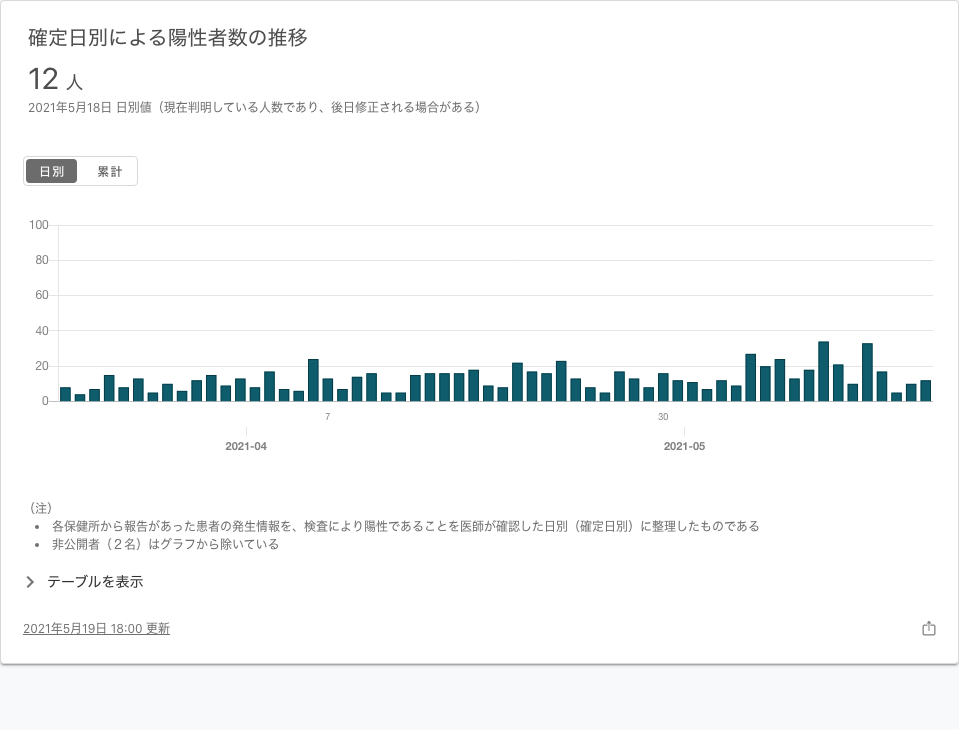 確定日別による陽性者数の推移
12 人
2021年5月18日 日別値（現在判明している人数であり、後日修正される場合がある）
日別 累計
100
80
60
40
20
0
7 30
2021-04 2021-05
（注）
• 各保健所から報告があった患者の発生情報を、検査により陽性であることを医師が確認した日別（確定日別）に整理したものである
• 非公開者（２名）はグラフから除いている
テーブルを表示
2021年5月19日 18:00 更新